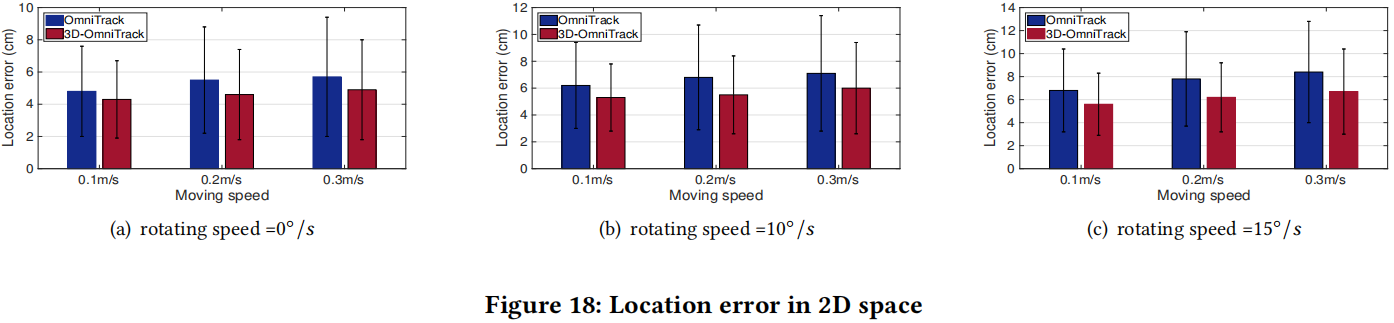 10
8
6
4
2
0
Location error (cm)
OmniTrack
3D-OmniTrack
0.1m/s
0.2m/s
0.3m/s
Moving speed
(a) rotating speed =0°/s
12
10
8
6
4
2
0
Location error (cm)
OmniTrack
3D-OmniTrack
0.1m/s
0.2m/s
0.3m/s
Moving speed
(b) rotating speed =10°/s
14
12
10
8
6
4
2
0
Location error (cm)
OmniTrack
3D-OmniTrack
0.1m/s
0.2m/s
0.3m/s
Moving speed
(c) rotating speed =15°/s
Figure 18: Location error in 2D space